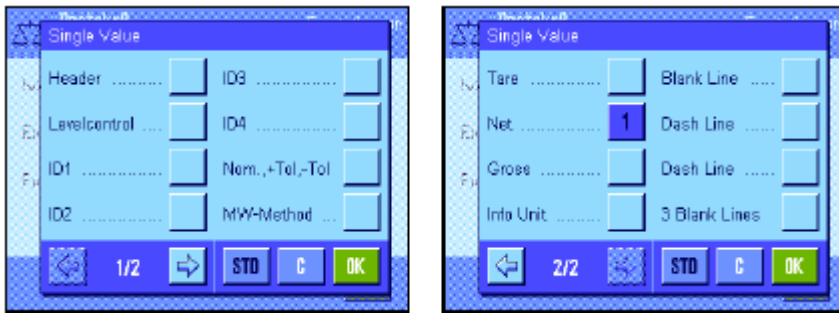 Single Value
Header ............
ID3 ................
Levelcontrol ....
ID4 ................
ID1 ................
Nom.,+Tol,-Tol
ID2 ................
MW-Method ...
1/2
STD
C
OK
Single Value
Tare ..............
Blank Line .....
Net ................
1
Dash Line ......
Gross ............
Dash Line ......
Info Unit .........
3 Blank Lines
2/2
STD
C
OK